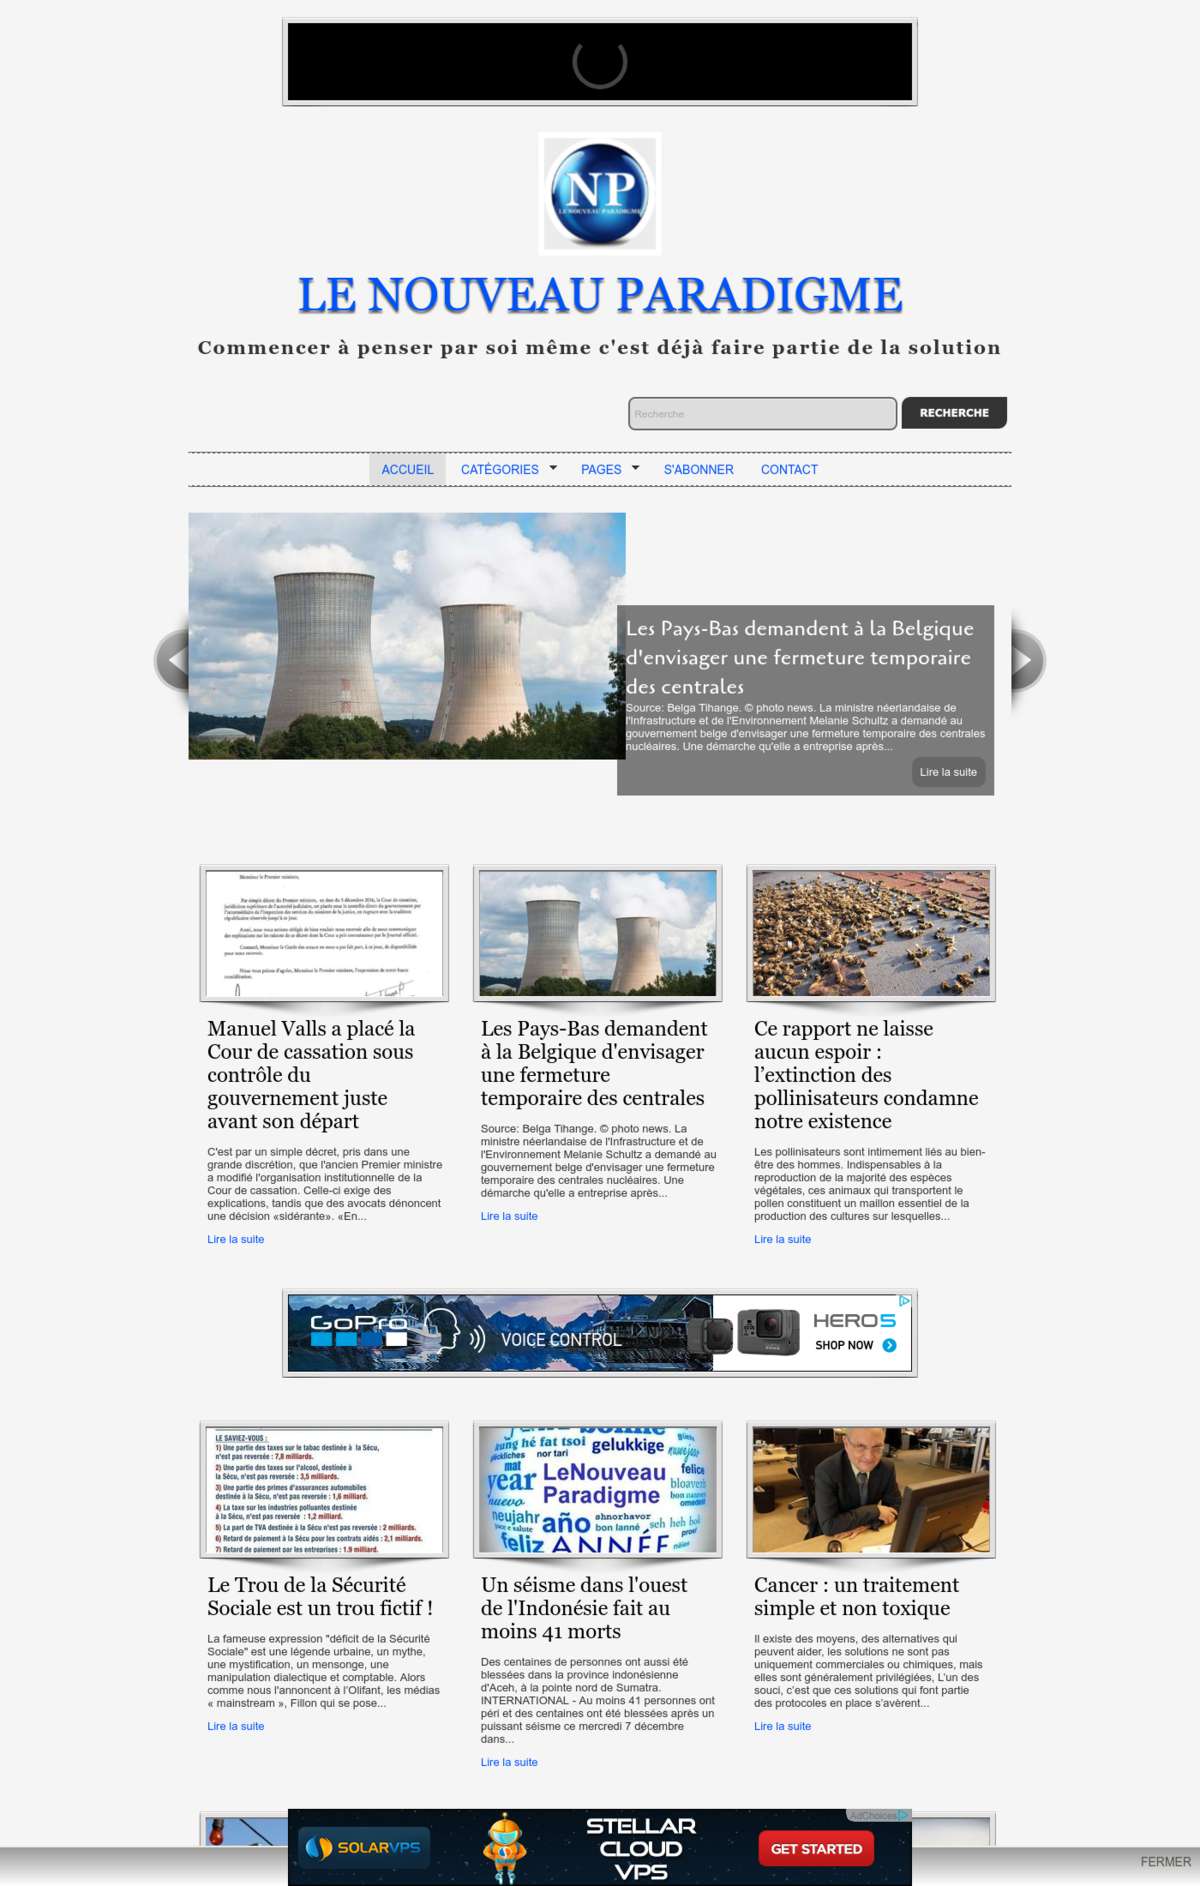 NP
LE NOUVEAU PARADIGME
LE NOUVEAU PARADIGME
Commencer à penser par soi même c'est déjà faire partie de la solution
Recherche
RECHERCHE
ACCUEIL
CATÉGORIES
PAGES
S'ABONNER
CONTACT
Les Pays-Bas demandent à la Belgique
d'envisager une fermeture temporaire
des centrales
Source: Belga Tihange. © photo news. La ministre néerlandaise de
l'Infrastructure et de l'Environnement Melanie Schultz a demandé au
gouvernement belge d'envisager une fermeture temporaire des centrales
nucléaires. Une démarche qu'elle a entreprise après...
Lire la suite
Monsieur le Premier ministre,
Manuel Valls a placé la
Cour de cassation sous
contrôle du
gouvernement juste
avant son départ
C'est par un simple décret, pris dans une
grande discrétion, que l'ancien Premier ministre
a modifié l'organisation institutionnelle de la
Cour de cassation. Celle-ci exige des
explications, tandis que des avocats dénoncent
une décision «sidérante». «En...
Lire la suite
Les Pays-Bas demandent
à la Belgique d'envisager
une fermeture
temporaire des centrales
Source: Belga Tihange. © photo news. La
ministre néerlandaise de l'Infrastructure et de
l'Environnement Melanie Schultz a demandé au
gouvernement belge d'envisager une fermeture
temporaire des centrales nucléaires. Une
démarche qu'elle a entreprise après...
Lire la suite
Ce rapport ne laisse
aucun espoir :
l’extinction des
pollinisateurs condamne
notre existence
Les pollinisateurs sont intimement liés au bien-
être des hommes. Indispensables à la
reproduction de la majorité des espèces
végétales, ces animaux qui transportent le
pollen constituent un maillon essentiel de la
production des cultures sur lesquelles...
Lire la suite
GoPro
VOICE CONTROL
HERO5
SHOP NOW
LE SAVIEZ-VOUS :
1) Une partie des taxes sur le tabac destinée à la Sécu,
n'est pas reversée : 7,8 milliards.
2) Une partie des taxes sur l'alcool, destinée à
la Sécu, n'est pas reversée : 3,5 milliards.
3) Une partie des primes d'assurances automobiles
destinée à la Sécu, n'est pas reversée : 1,6 milliard.
4) La taxe sur les industries polluantes destinée
à la Sécu, n'est pas reversée : 1,2 milliard.
5) La part de TVA destinée à la Sécu n'est pas reversée : 2 milliards.
6) Retard de paiement à la Sécu pour les contrats aidés : 2,1 milliards.
7) Retard de paiement par les entreprises : 1.9 milliard.
Le Trou de la Sécurité
Sociale est un trou fictif !
La fameuse expression "déficit de la Sécurité
Sociale" est une légende urbaine, un mythe,
une mystification, un mensonge, une
manipulation dialectique et comptable. Alors
comme nous l'annoncent à l'Olifant, les médias
« mainstream », Fillon qui se pose...
Lire la suite
hé fat tsoi
gelukkige
nor tari
mat
felice
year
LeNouveau
Paradigme
nuevo
bon nannen
neujahr
año
shnorhavor
bon lanné
feliz
ANNÉE
Un séisme dans l'ouest
de l'Indonésie fait au
moins 41 morts
Des centaines de personnes ont aussi été
blessées dans la province indonésienne
d'Aceh, à la pointe nord de Sumatra.
INTERNATIONAL - Au moins 41 personnes ont
péri et des centaines ont été blessées après un
puissant séisme ce mercredi 7 décembre
dans...
Lire la suite
Cancer : un traitement
simple et non toxique
Il existe des moyens, des alternatives qui
peuvent aider, les solutions ne sont pas
uniquement commerciales ou chimiques, mais
elles sont généralement privilégiées, L'un des
souci, c'est que ces solutions qui font partie
des protocoles en place s’avèrent...
Lire la suite
AdChoices
SOLARVPS
STELLAR
CLOUD
VPS
GET STARTED
FERMER